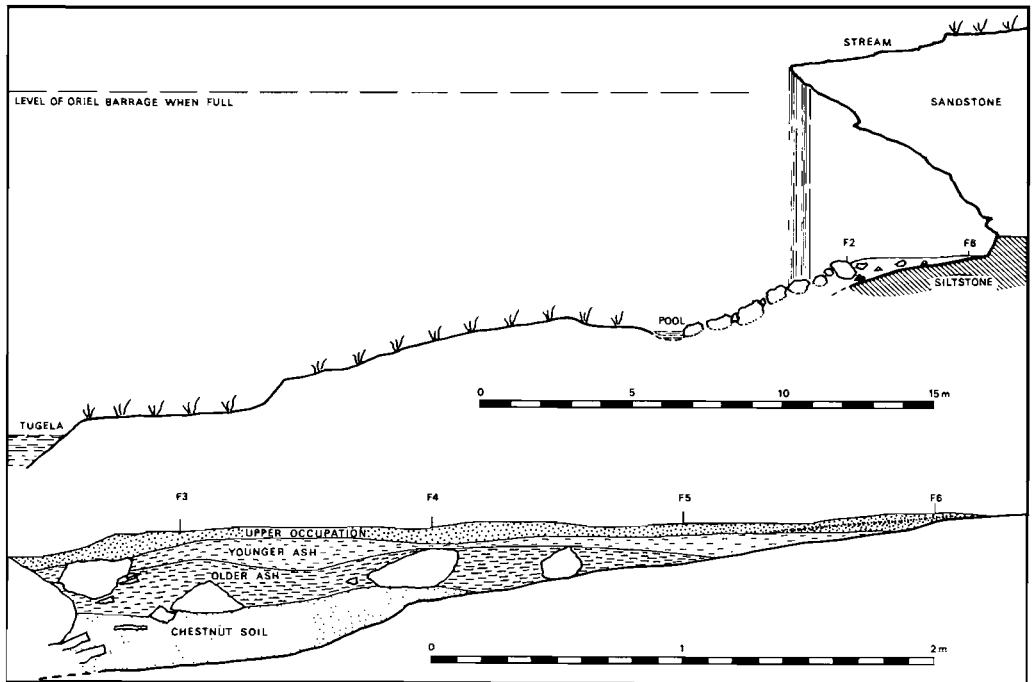 STREAM
LEVEL OF ORIEL BARRAGE WHEN FULL
SANDSTONE
F2 F8
SILTSTONE
POOL
0 5 10 15 m
TUGELA
F3 F4 F5 F6
UPPER OCCUPATION
YOUNGER ASH
OLDER ASH
CHESTNUT SOIL
0 1 2 m